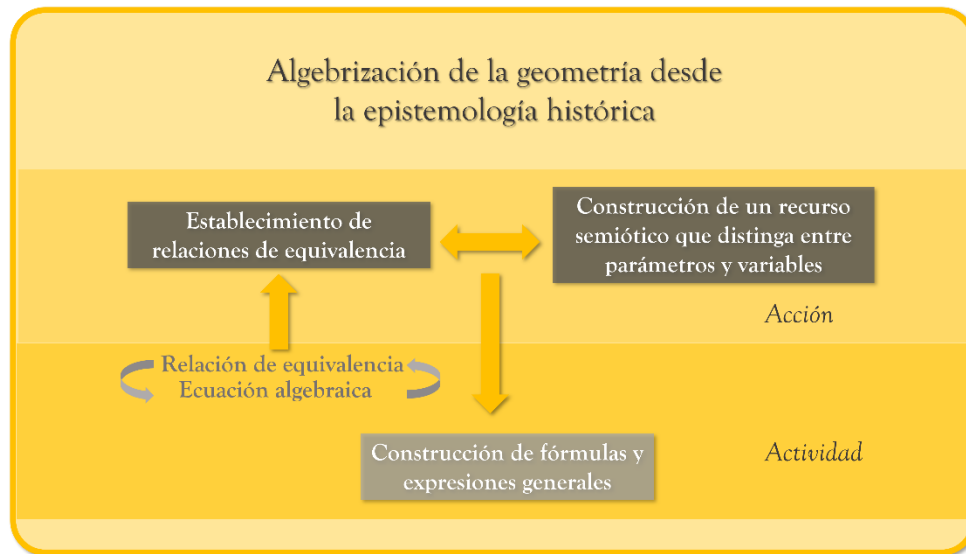 Algebrización de la geometría desde
la epistemología histórica
Establecimiento de
relaciones de equivalencia
Construcción de un recurso
semiótico que distinga entre
parámetros y variables
Acción
Relación de equivalencia
Ecuación algebraica
Construcción de fórmulas y
expresiones generales
Actividad